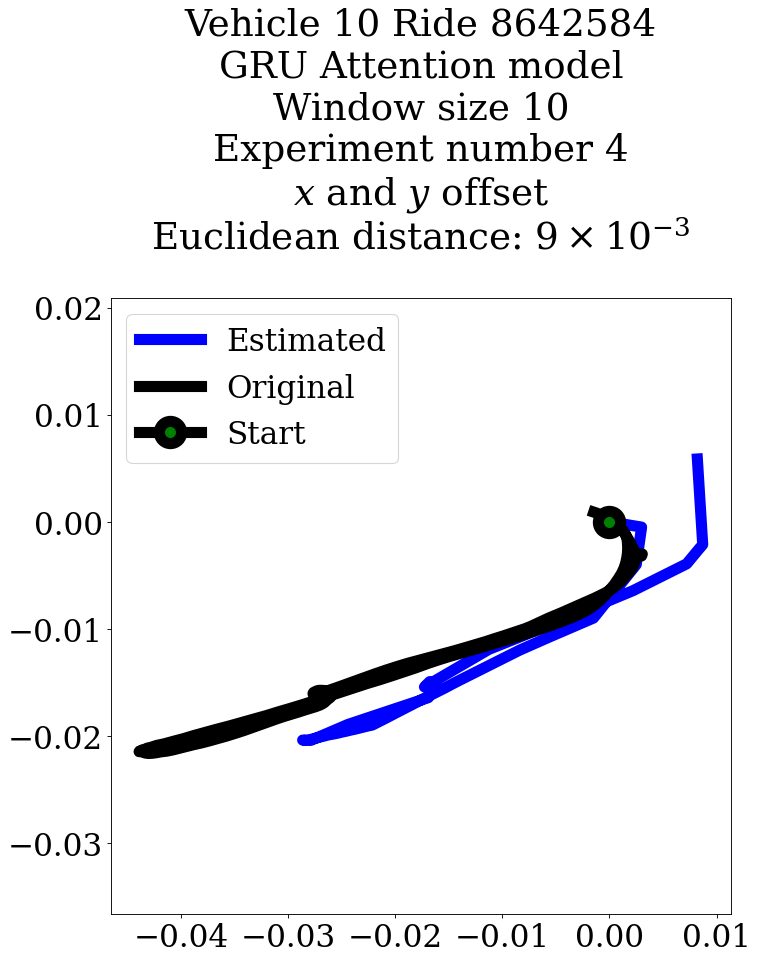 Vehicle 10 Ride 8642584
GRU Attention model
Window size 10
Experiment number 4
x and y offset
Euclidean distance: 9 × 10⁻³
Estimated
Original
Start
0.02
0.01
0.00
−0.01
−0.02
−0.03
−0.04 −0.03 −0.02 −0.01 0.00 0.01